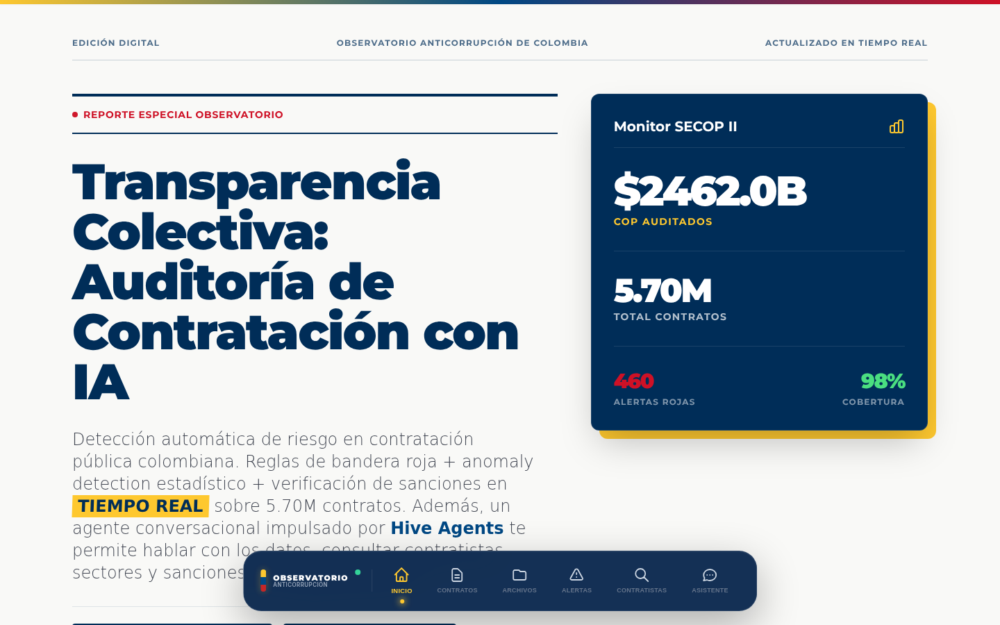 EDICIÓN DIGITAL
OBSERVATORIO ANTICORRUPCIÓN DE COLOMBIA
ACTUALIZADO EN TIEMPO REAL
REPORTE ESPECIAL OBSERVATORIO
Transparencia
Colectiva:
Auditoría de
Contratación con
IA
Detección automática de riesgo en contratación
pública colombiana. Reglas de bandera roja + anomaly
detection estadístico + verificación de sanciones en
TIEMPO REAL sobre 5.70M contratos. Además, un
agente conversacional impulsado por Hive Agents te
permite hablar con los datos, consultar contratistas,
sectores y sanciones
Monitor SECOP II
$2462.0B
COP AUDITADOS
5.70M
TOTAL CONTRATOS
460
ALERTAS ROJAS
98%
COBERTURA
OBSERVATORIO
ANTICORRUPCIÓN
INICIO
CONTRATOS
ARCHIVOS
ALERTAS
CONTRATISTAS
ASISTENTE